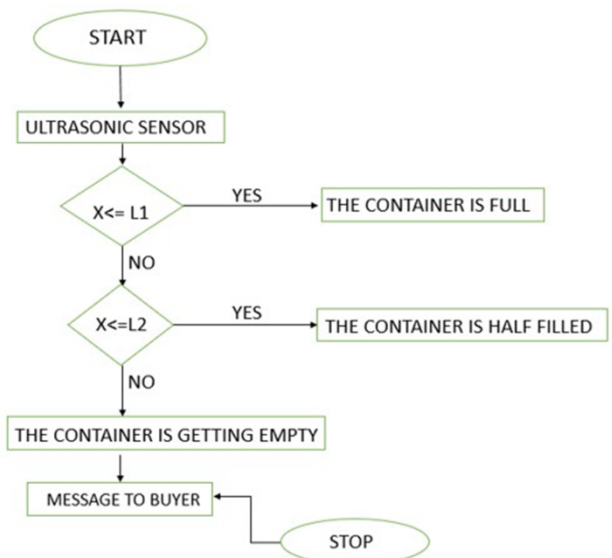 START
ULTRASONIC SENSOR
X<= L1
YES
THE CONTAINER IS FULL
NO
X<=L2
YES
THE CONTAINER IS HALF FILLED
NO
THE CONTAINER IS GETTING EMPTY
MESSAGE TO BUYER
STOP